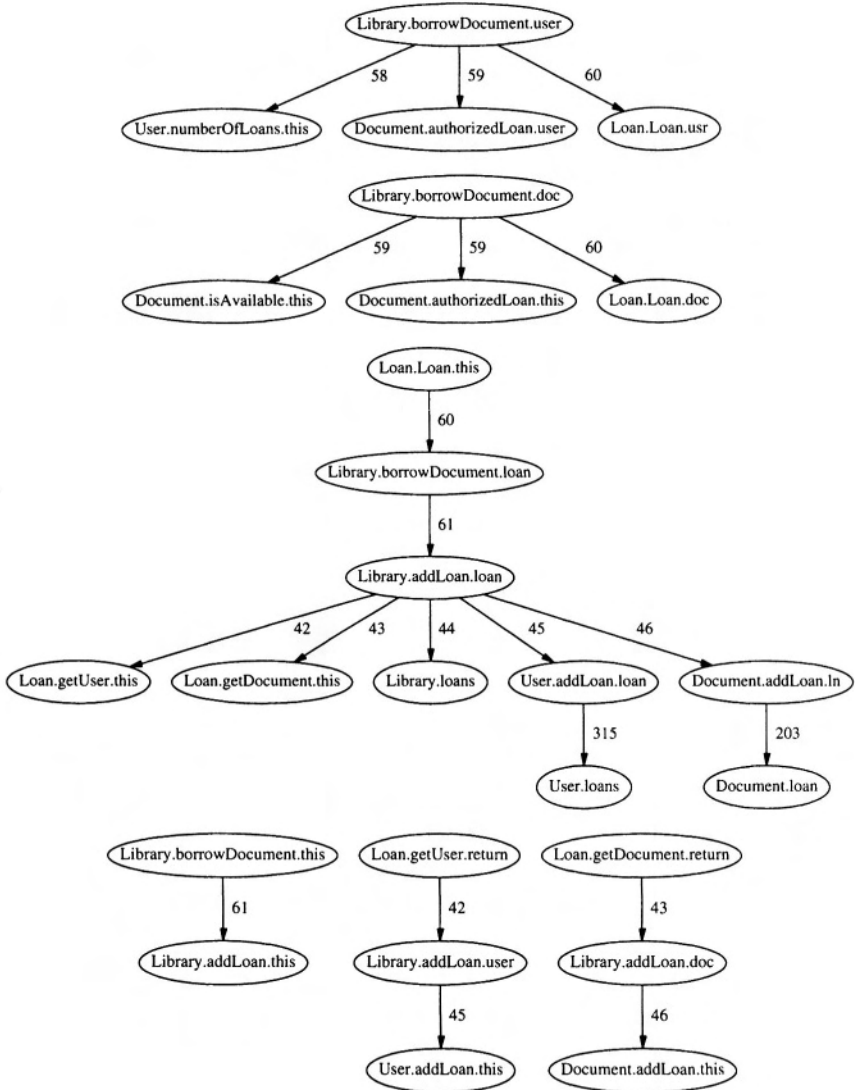 Library.borrowDocument.user
58 59 60
User.numberOfLoans.this Document.authorizedLoan.user Loan.Loan.usr
Library.borrowDocument.doc
59 59 60
Document.isAvailable.this Document.authorizedLoan.this Loan.Loan.doc
Loan.Loan.this
60
Library.borrowDocument.loan
61
Library.addLoan.loan
42 43 44 45 46
Loan.getUser.this Loan.getDocument.this Library.loans User.addLoan.loan Document.addLoan.ln
315 203
User.loans Document.loan
Library.borrowDocument.this Loan.getUser.return Loan.getDocument.return
61 42 43
Library.addLoan.this Library.addLoan.user Library.addLoan.doc
45 46
User.addLoan.this Document.addLoan.this